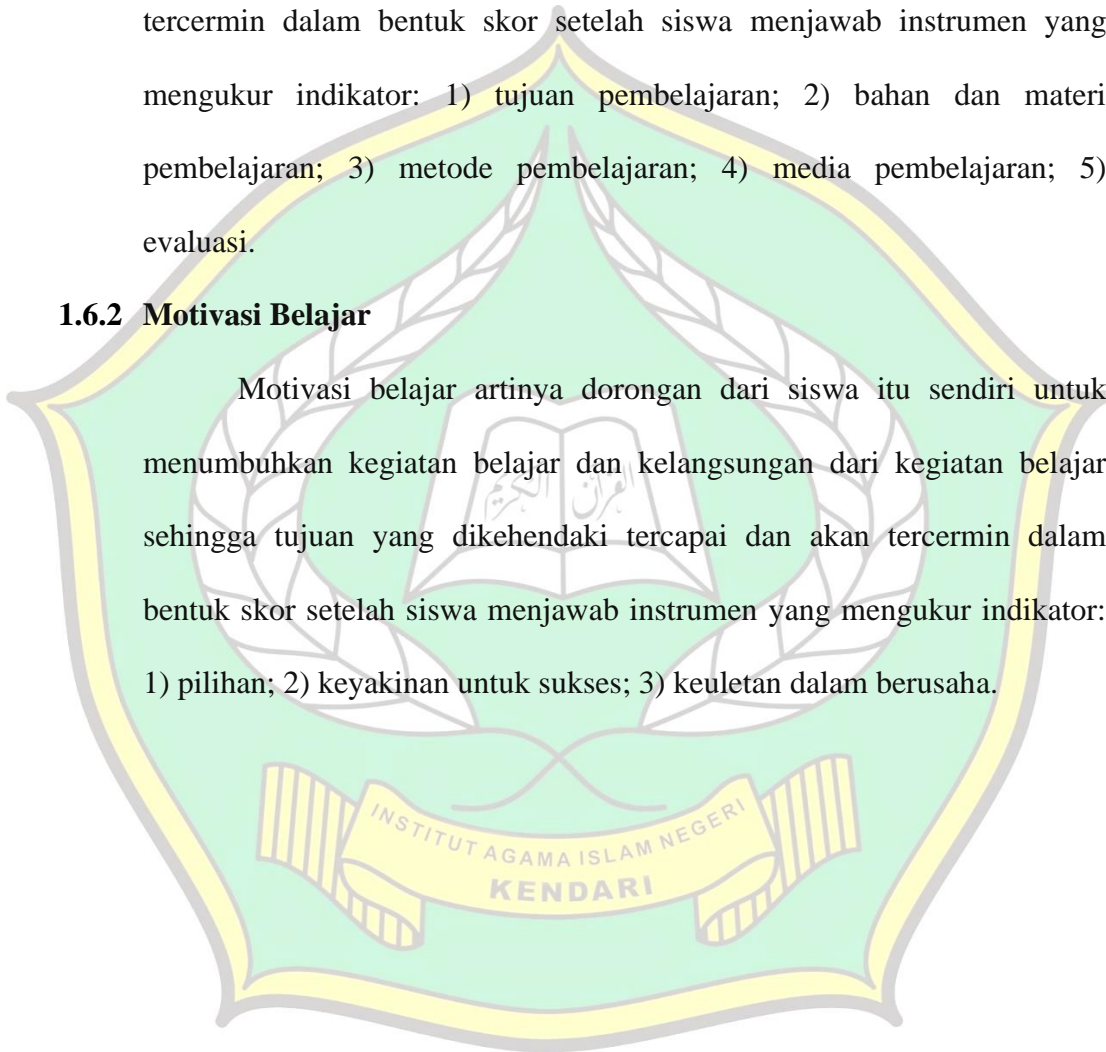 tercermin dalam bentuk skor setelah siswa menjawab instrumen yang
mengukur indikator: 1) tujuan pembelajaran; 2) bahan dan materi
pembelajaran; 3) metode pembelajaran; 4) media pembelajaran; 5)
evaluasi.
1.6.2 Motivasi Belajar
Motivasi belajar artinya dorongan dari siswa itu sendiri untuk
menumbuhkan kegiatan belajar dan kelangsungan dari kegiatan belajar
sehingga tujuan yang dikehendaki tercapai dan akan tercermin dalam
bentuk skor setelah siswa menjawab instrumen yang mengukur indikator:
1) pilihan; 2) keyakinan untuk sukses; 3) keuletan dalam berusaha.
القرآن الكريم
INSTITUT AGAMA ISLAM NEGERI
KENDARI